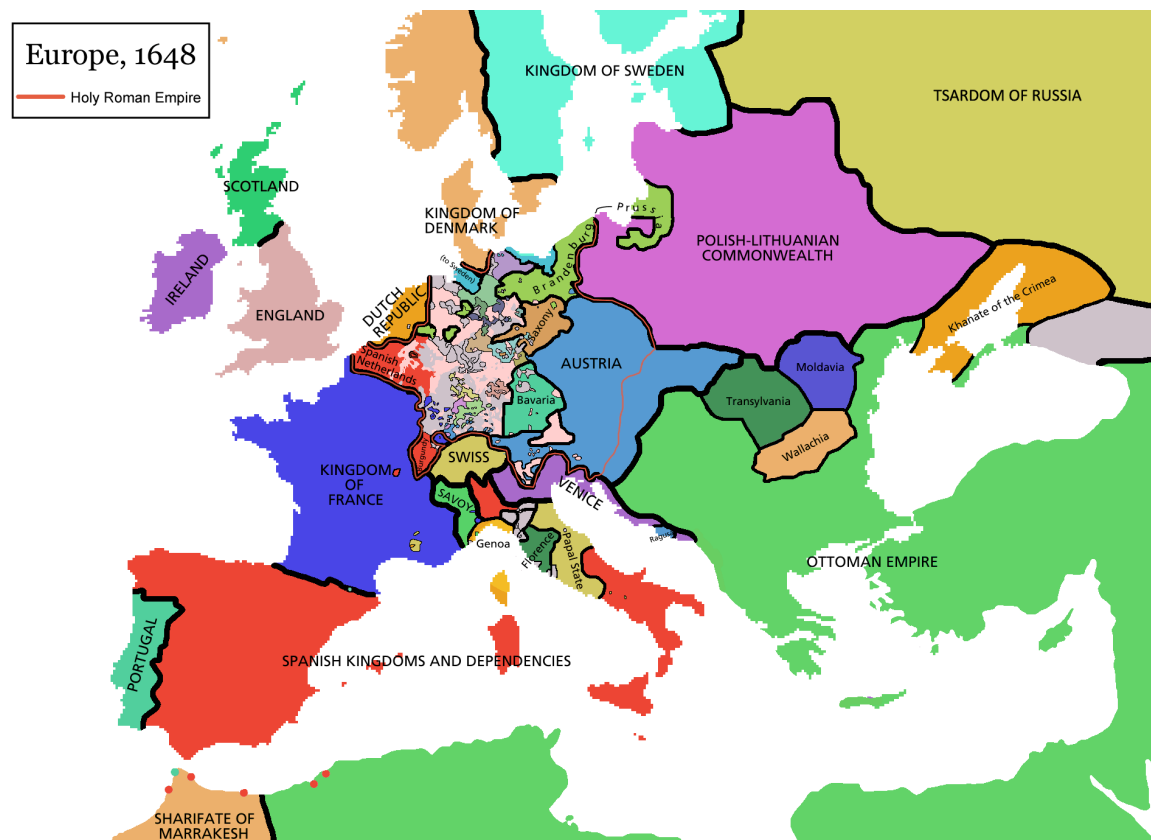 Europe, 1648
Holy Roman Empire
KINGDOM OF SWEDEN
TSARDOM OF RUSSIA
SCOTLAND
KINGDOM OF
DENMARK
Prussia
POLISH-LITHUANIAN
COMMONWEALTH
IRELAND
(to Sweden)
Brandenburg
ENGLAND
DUTCH
REPUBLIC
Khanate of the Crimea
Saxony
Spanish
Netherlands
AUSTRIA
Moldavia
Bavaria
Transylvania
Burgundy
SWISS
Wallachia
KINGDOM
OF
FRANCE
SAVOY
VENICE
Genoa
Florence
Papal State
Ragusa
OTTOMAN EMPIRE
PORTUGAL
SPANISH KINGDOMS AND DEPENDENCIES
SHARIFATE OF
MARRAKESH